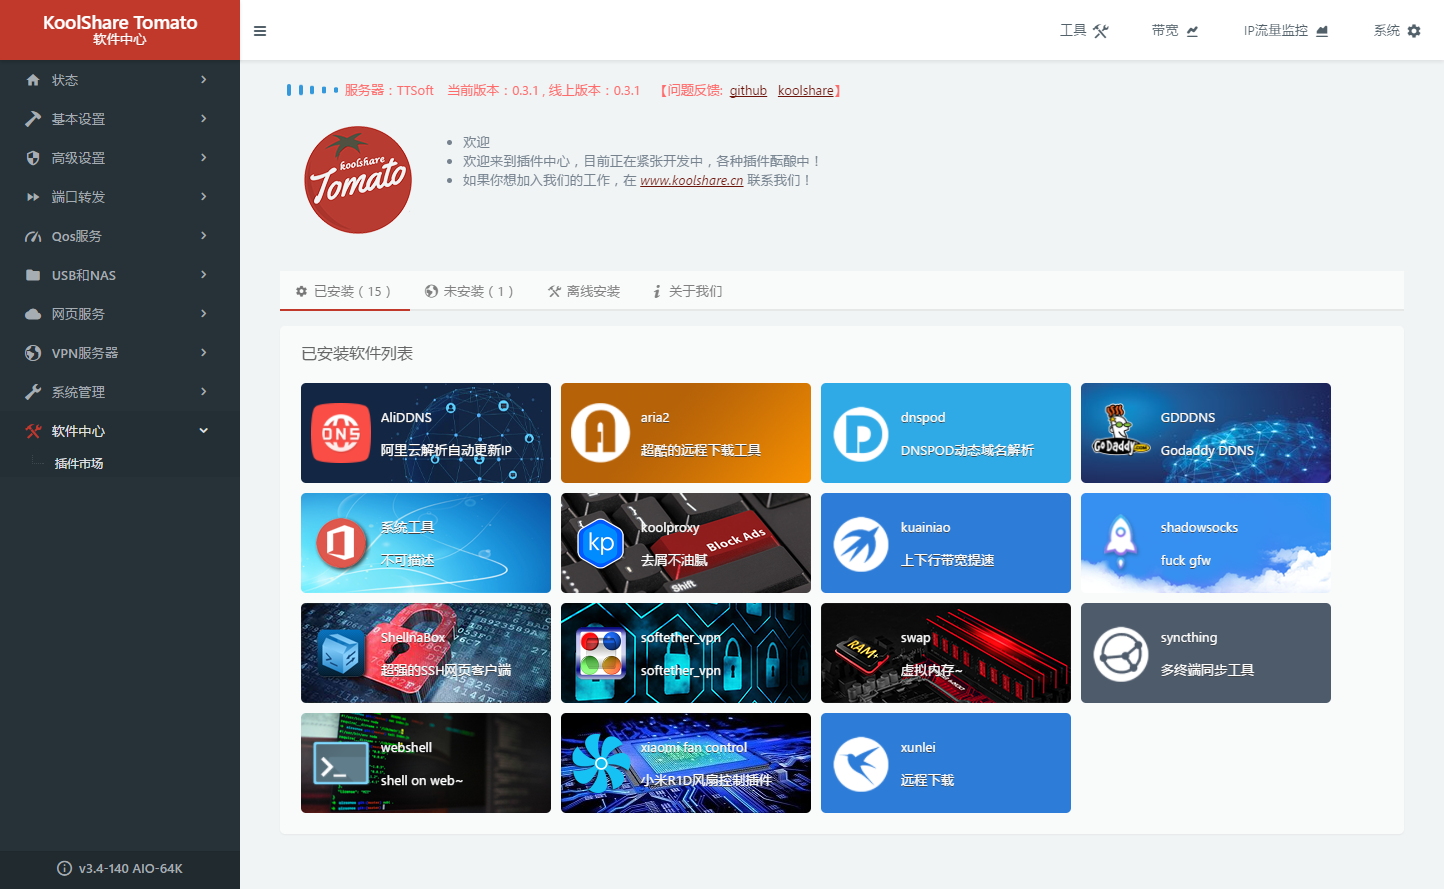 KoolShare Tomato
软件中心
工具
带宽
IP流量监控
系统
状态
基本设置
高级设置
端口转发
Qos服务
USB和NAS
网页服务
VPN服务器
系统管理
软件中心
插件市场
v3.4-140 AIO-64K
服务器：TTSoft 当前版本：0.3.1 , 线上版本：0.3.1 【问题反馈: github koolshare】
koolshare
Tomato
欢迎
欢迎来到插件中心，目前正在紧张开发中，各种插件酝酿中！
如果你想加入我们的工作，在 www.koolshare.cn 联系我们！
已安装 ( 15 )
未安装 ( 1 )
离线安装
关于我们
已安装软件列表
DNS
AliDDNS
阿里云解析自动更新IP
aria2
超酷的远程下载工具
dnspod
DNSPOD动态域名解析
Go Daddy
.com
GDDDNS
Godaddy DDNS
系统工具
不可描述
kp
koolproxy
去屑不油腻
Block Ads
Shift
kuainiao
上下行带宽提速
shadowsocks
fuck gfw
ShellnaBox
超强的SSH网页客户端
softether_vpn
softether_vpn
RAM+
swap
虚拟内存~
syncthing
多终端同步工具
webshell
shell on web~
xiaomi fan control
小米R1D风扇控制插件
xunlei
远程下载